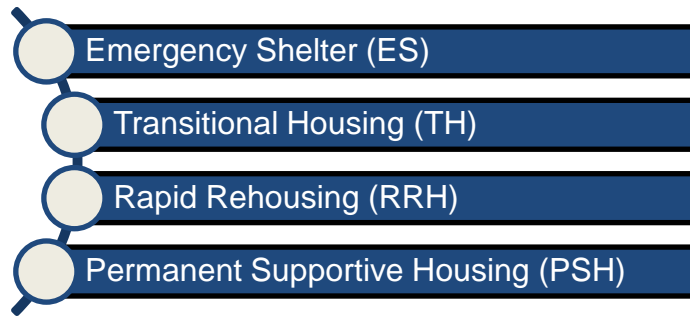 Emergency Shelter (ES)
Transitional Housing (TH)
Rapid Rehousing (RRH)
Permanent Supportive Housing (PSH)